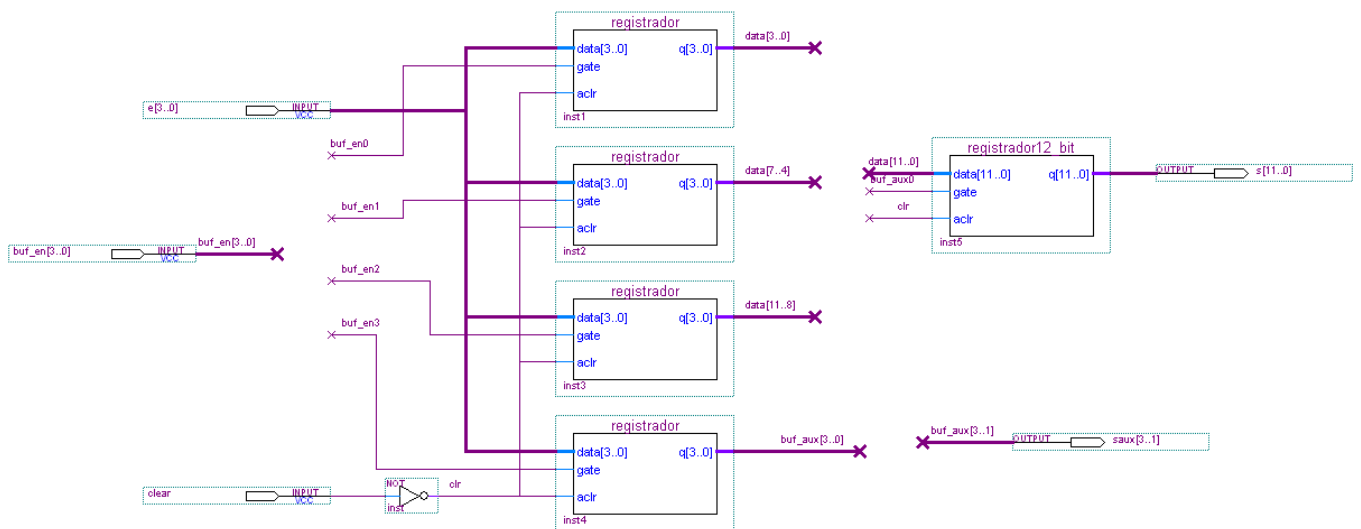 registrador
data[3..0]
q[3..0]
gate
aclr
inst1
data[3..0]
e[3..0]
INPUT
VCC
buf_en0
registrador
data[3..0]
q[3..0]
gate
aclr
inst2
data[7..4]
buf_en1
registrador12_bit
data[11..0]
q[11..0]
gate
aclr
inst5
data[11..0]
buf_aux0
clr
OUTPUT
s[11..0]
buf_en[3..0]
INPUT
VCC
buf_en[3..0]
buf_en2
registrador
data[3..0]
q[3..0]
gate
aclr
inst3
data[11..8]
buf_en3
registrador
data[3..0]
q[3..0]
gate
aclr
inst4
buf_aux[3..0]
buf_aux[3..1]
OUTPUT
saux[3..1]
clear
INPUT
VCC
NOT
inst
clr